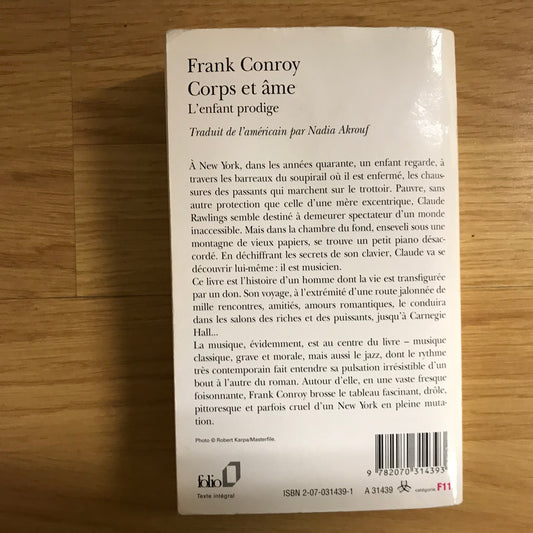 Frank Conroy
Corps et âme
L'enfant prodige
Traduit de l'américain par Nadia Akrouf
À New York, dans les années quarante, un enfant regarde, à
travers les barreaux du soupirail où il est enfermé, les chaus-
sures des passants qui marchent sur le trottoir. Pauvre, sans
autre protection que celle d'une mère excentrique, Claude
Rawlings semble destiné à demeurer spectateur d'un monde
inaccessible. Mais dans la chambre du fond, enseveli sous une
montagne de vieux papiers, se trouve un petit piano désac-
cordé. En déchiffrant les secrets de son clavier, Claude va se
découvrir lui-même : il est musicien.
Ce livre est l'histoire d'un homme dont la vie est transfigurée
par un don. Son voyage, à l'extrémité d'une route jalonnée de
mille rencontres, amitiés, amours romantiques, le conduira
dans les salons des riches et des puissants, jusqu'à Carnegie
Hall...
La musique, évidemment, est au centre du livre – musique
classique, grave et morale, mais aussi le jazz, dont le rythme
très contemporain fait entendre sa pulsation irrésistible d'un
bout à l'autre du roman. Autour d'elle, en une vaste fresque
foisonnante, Frank Conroy brosse le tableau fascinant, drôle,
pittoresque et parfois cruel d'un New York en pleine muta-
tion.
Photo © Robert Karpa/Masterfile.
9 782070 314393
folio
Texte intégral
ISBN 2-07-031439-1 A 31439 catégorie F11